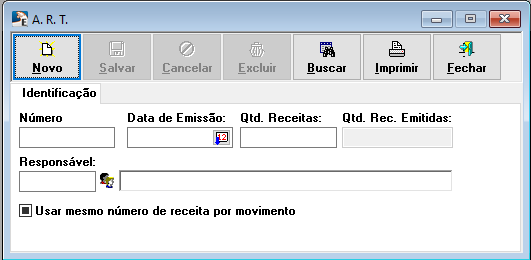 A. R. T.
Novo Salvar Cancelar Excluir Buscar Imprimir Fechar
Identificação
Número Data de Emissão: Qtd. Receitas: Qtd. Rec. Emitidas:
12
Responsável:
Usar mesmo número de receita por movimento